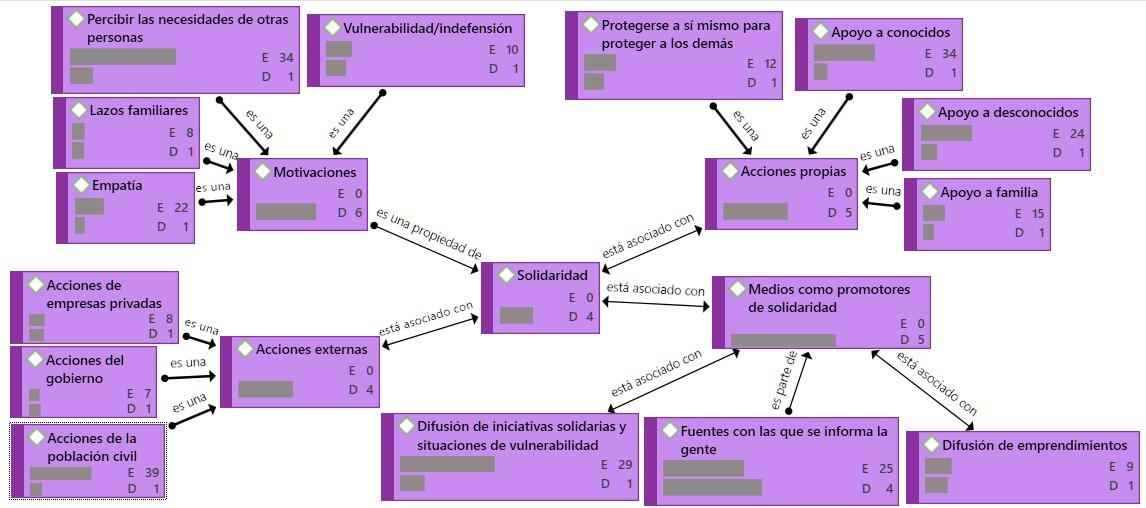 Percibir las necesidades de otras
personas
E 34
D 1
Vulnerabilidad/indefensión
E 10
D 1
Protegerse a sí mismo para
proteger a los demás
E 12
D 1
Apoyo a conocidos
E 34
D 1
Lazos familiares
E 8
D 1
es una
es una
es una
es una
Apoyo a desconocidos
E 24
D 1
es una
Empatía
E 22
D 1
es una
Motivaciones
E 0
D 6
Acciones propias
E 0
D 5
es una
es una
Apoyo a familia
E 15
D 1
es una propiedad de
está asociado con
Solidaridad
E 0
D 4
está asociado con
Medios como promotores
de solidaridad
E 0
D 5
Acciones de
empresas privadas
E 8
D 1
es una
está asociado con
Acciones del
gobierno
E 7
D 1
es una
Acciones externas
E 0
D 4
es una
Acciones de la
población civil
E 39
D 1
está asociado con
es parte de
está asociado con
Difusión de iniciativas solidarias y
situaciones de vulnerabilidad
E 29
D 1
Fuentes con las que se informa la
gente
E 25
D 4
Difusión de emprendimientos
E 9
D 1